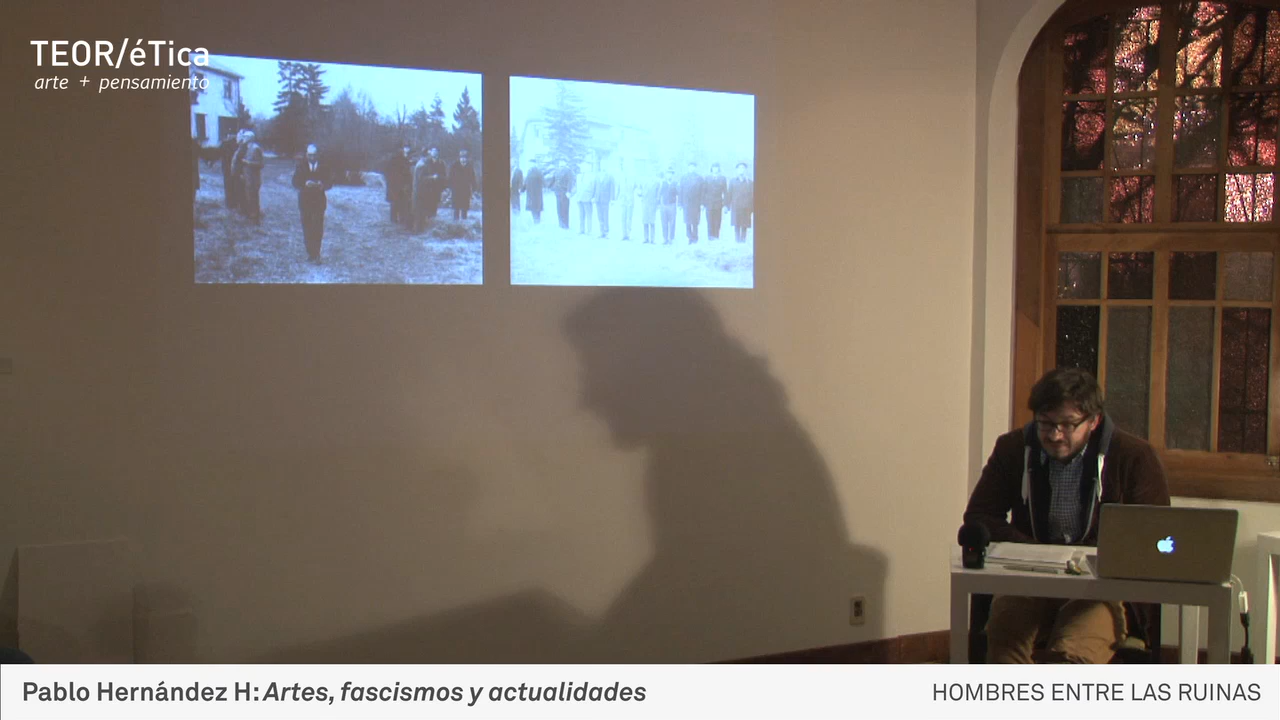 TEOR/éTica
arte + pensamiento
Pablo Hernández H: Artes, fascismos y actualidades
HOMBRES ENTRE LAS RUINAS